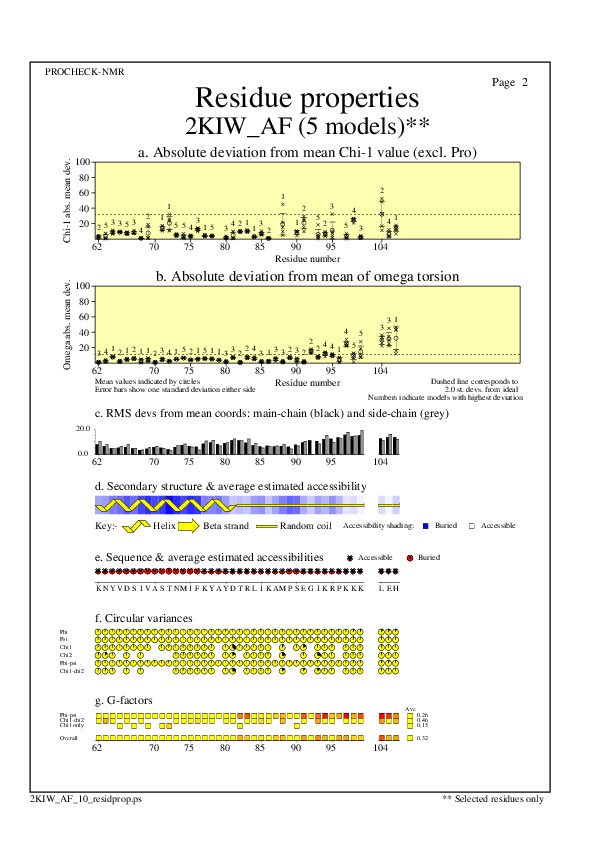 PROCHECK-NMR
Page 2
Residue properties
2KIW_AF (5 models)**
a. Absolute deviation from mean Chi-1 value (excl. Pro)
Chi-1 abs. mean dev.
100
80
60
40
20
62 70 75 80 85 90 95 104
Residue number
b. Absolute deviation from mean of omega torsion
Omega abs. mean dev.
100
80
60
40
20
62 70 75 80 85 90 95 104
Mean values indicated by circles
Residue number
Dashed line corresponds to
Error bars show one standard deviation either side
2.0 st. devs. from ideal
Numbers indicate models with highest deviation
c. RMS devs from mean coords: main-chain (black) and side-chain (grey)
20.0
0.0
62 70 75 80 85 90 95 104
d. Secondary structure & average estimated accessibility
Key:- Helix Beta strand Random coil Accessibility shading: Buried Accessible
e. Sequence & average estimated accessibilities Accessible Buried
K N Y V D S I V A S T N M I F K Y A Y D T R L I K A M P S E G I K R P K K K L E H
f. Circular variances
Phi
Psi
Chi1
Chi2
Phi-psi
Chi1-chi2
g. G-factors
Ave
Phi-psi 0.26
Chi1-chi2 0.46
Chi1 only 0.15
Overall 0.32
62 70 75 80 85 90 95 104
2KIW_AF_10_residprop.ps
** Selected residues only